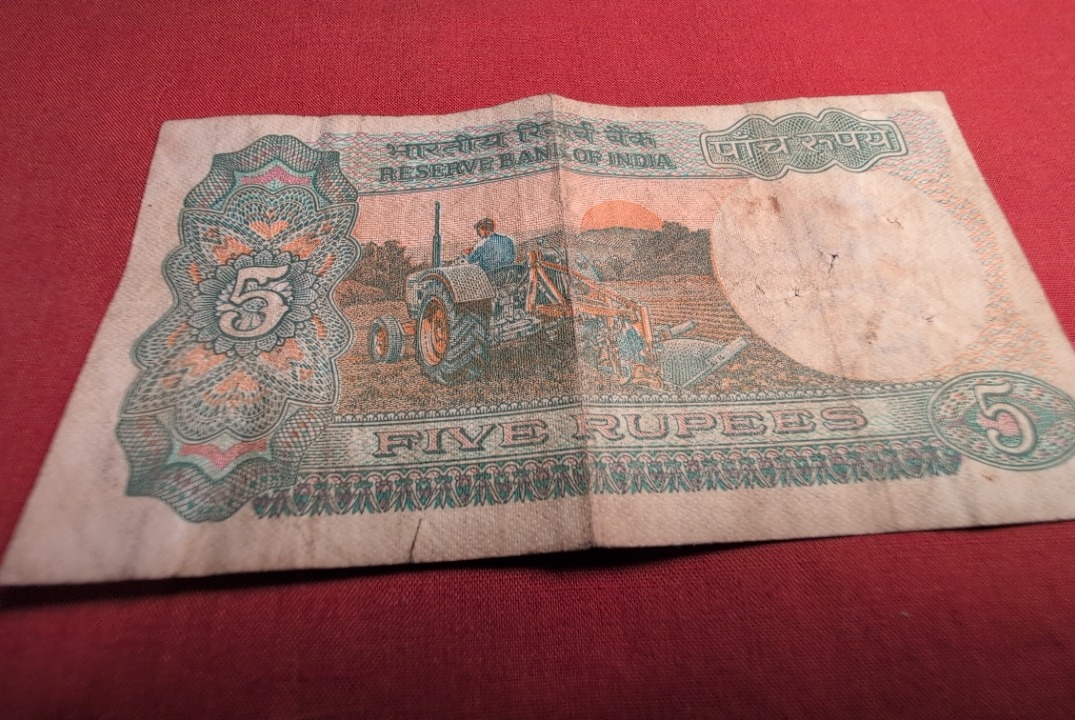 भारतीय रिज़र्व बैंक
RESERVE BANK OF INDIA
पाँच रुपये
5
FIVE RUPEES
5